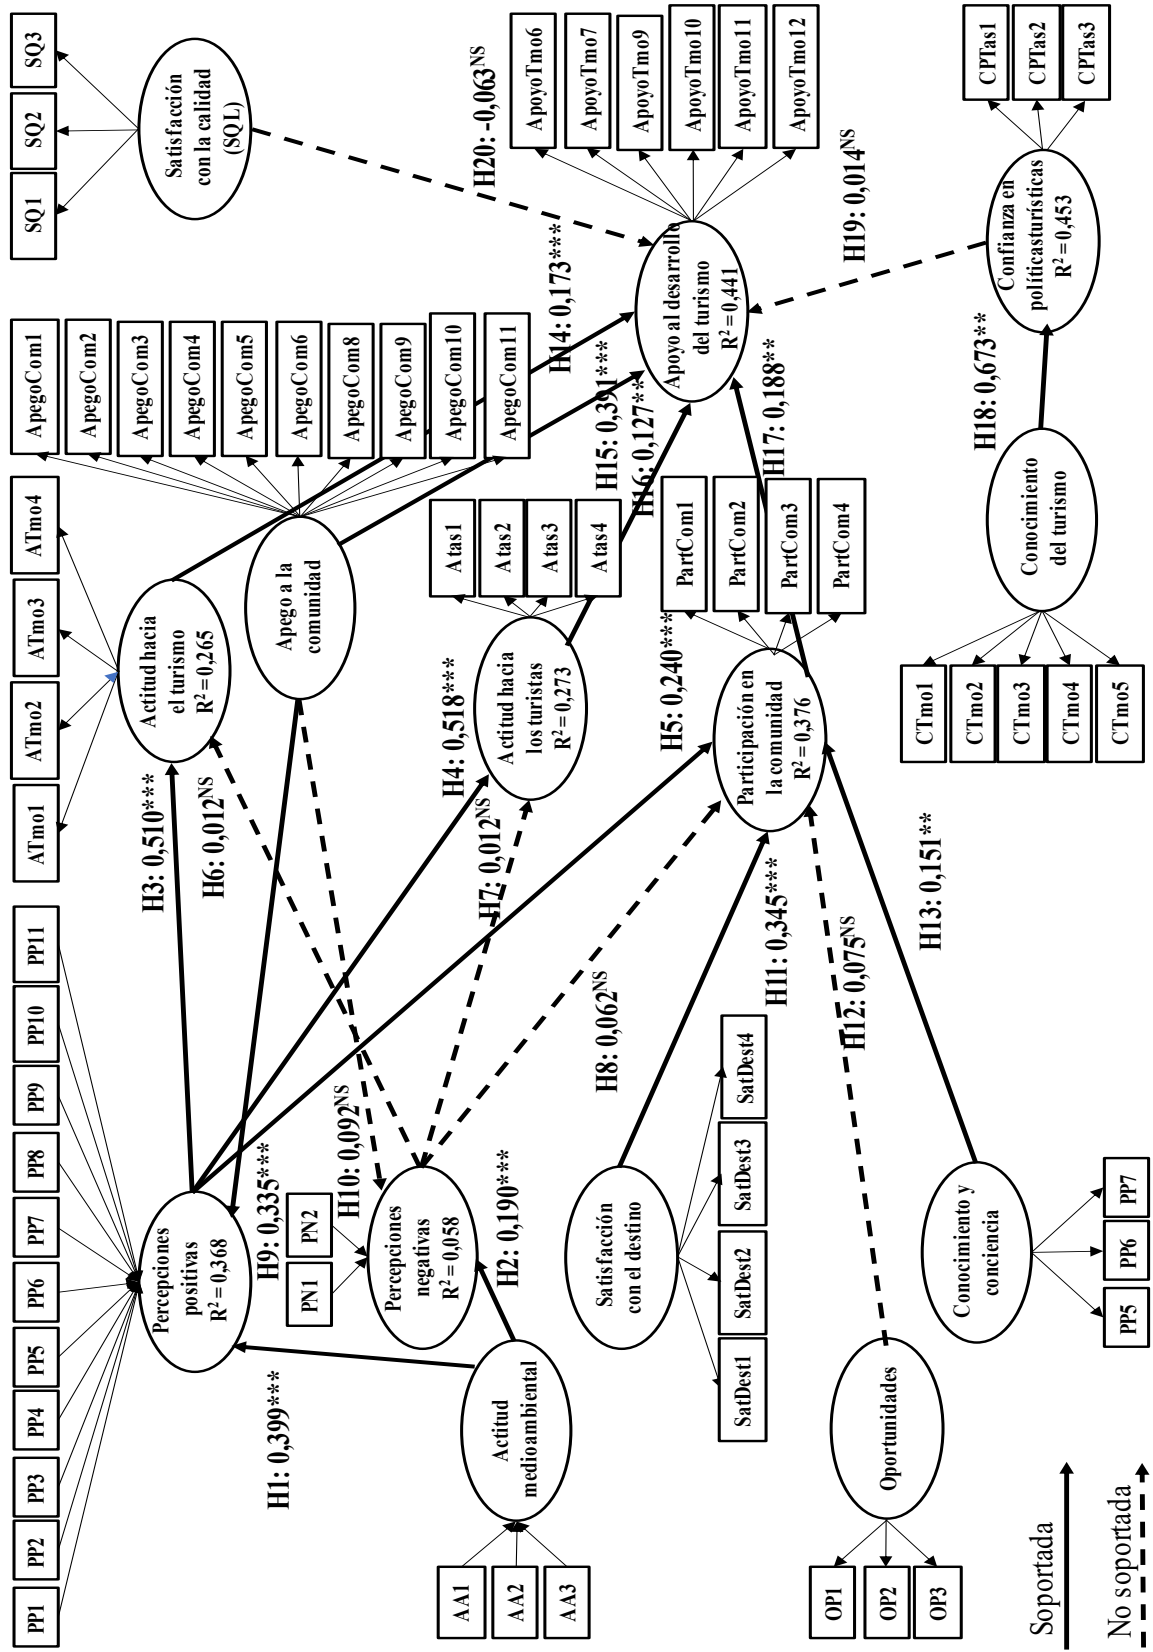 PP1
PP2
PP3
PP4
PP5
PP6
PP7
PP8
PP9
PP10
PP11
ATmo1
ATmo2
ATmo3
ATmo4
ApegoCom1
ApegoCom2
ApegoCom3
ApegoCom4
ApegoCom5
ApegoCom6
ApegoCom8
ApegoCom9
ApegoCom10
ApegoCom11
SQ1
SQ2
SQ3
Percepciones
positivas
R² = 0,368
H3: 0,510***
H6: 0,012ᴺˢ
Actitud hacia
el turismo
R² = 0,265
Satisfacción
con la calidad
(SQL)
H1: 0,399***
H9: 0,335***
Apego a la
comunidad
PN1
PN2
H10: 0,092ᴺˢ
Percepciones
negativas
R² = 0,058
H2: 0,190***
Actitud
medioambiental
AA1
AA2
AA3
H4: 0,518***
H7: 0,012ᴺˢ
Actitud hacia
los turistas
R² = 0,273
Atas1
Atas2
Atas3
Atas4
H14: 0,173***
H15: 0,391***
H16: 0,127**
H20: -0,063ᴺˢ
ApoyoTmo6
ApoyoTmo7
ApoyoTmo9
ApoyoTmo10
ApoyoTmo11
ApoyoTmo12
Apoyo al desarrollo
del turismo
R² = 0,441
H8: 0,062ᴺˢ
H5: 0,240***
Satisfacción
con el destino
SatDest1
SatDest2
SatDest3
SatDest4
H11: 0,345***
H12: 0,075ᴺˢ
Participación en
la comunidad
R² = 0,376
PartCom1
PartCom2
PartCom3
PartCom4
H17: 0,188**
H19: 0,014ᴺˢ
Oportunidades
OP1
OP2
OP3
H13: 0,151**
Conocimiento y
conciencia
PP5
PP6
PP7
CTmo1
CTmo2
CTmo3
CTmo4
CTmo5
Conocimiento
del turismo
H18: 0,673**
Confianza en
políticasturísticas
R² = 0,453
CPTas1
CPTas2
CPTas3
Soportada
No soportada